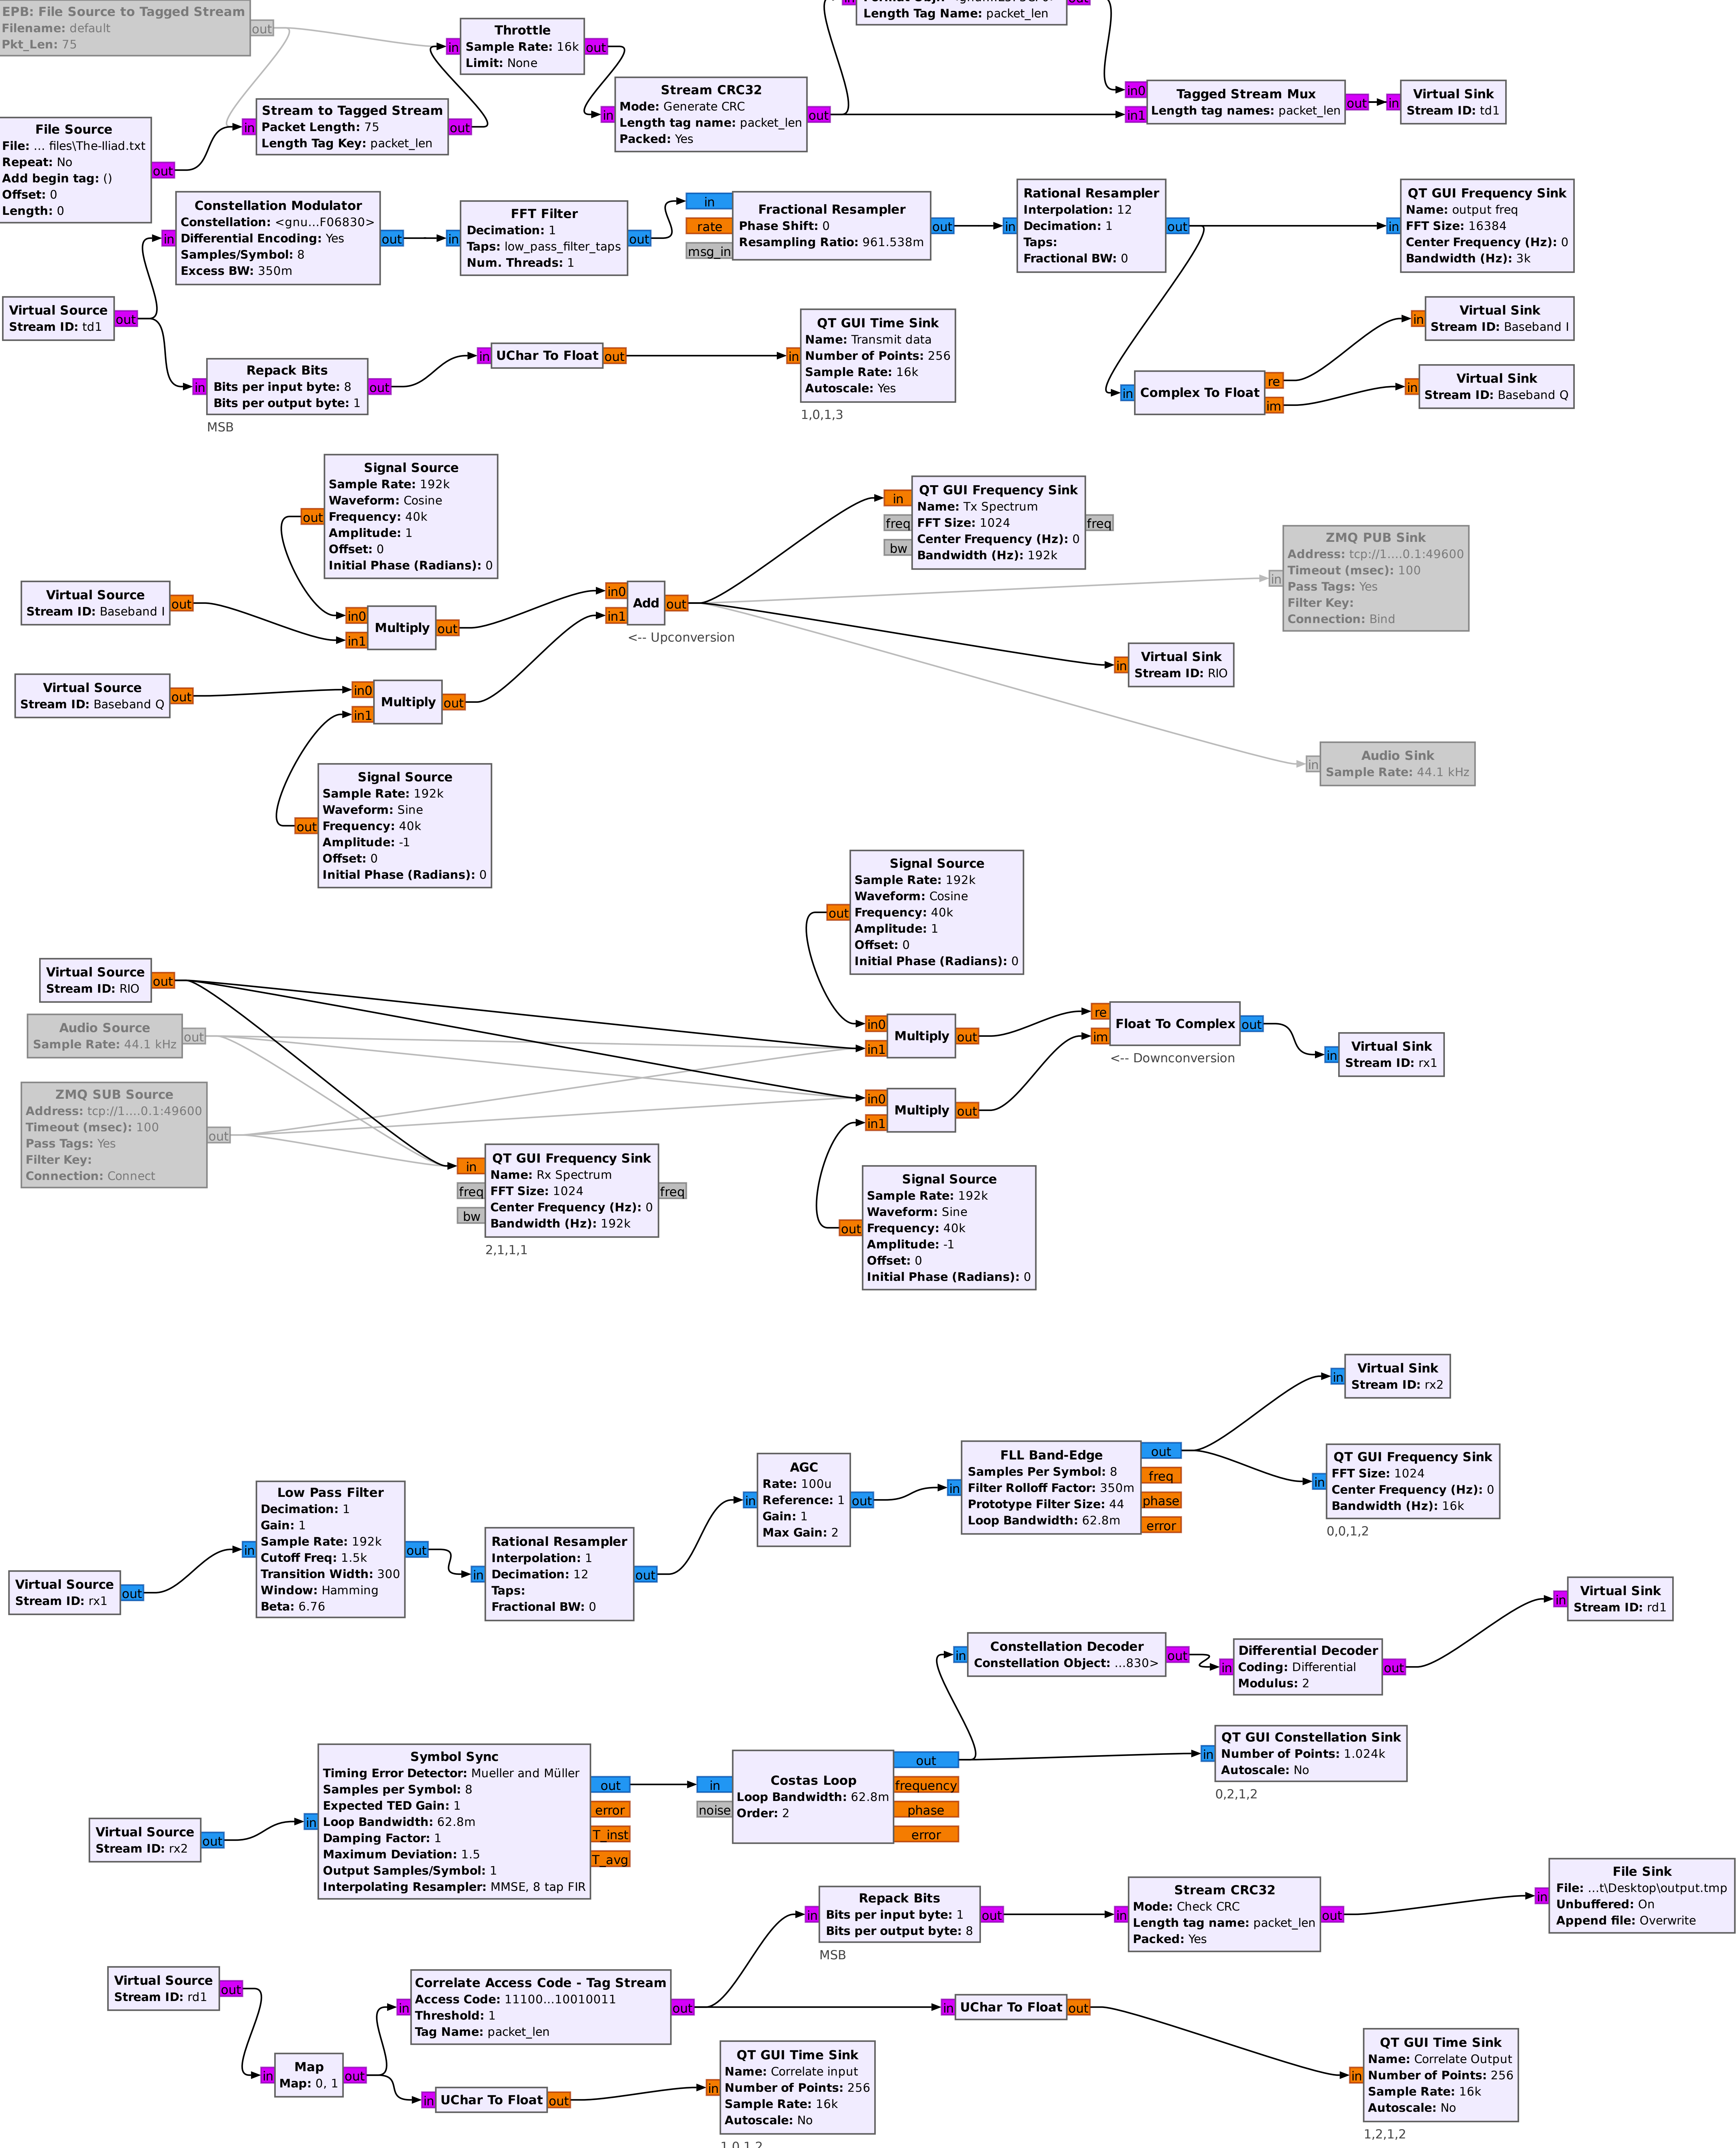 EPB: File Source to Tagged Stream
Filename: default
Pkt_Len: 75
out
in
Throttle
Sample Rate: 16k
Limit: None
out
Length Tag Name: packet_len
in
Stream CRC32
Mode: Generate CRC
Length tag name: packet_len
Packed: Yes
out
in0
in1
Tagged Stream Mux
Length tag names: packet_len
out
in
Virtual Sink
Stream ID: td1
File Source
File: ... files\The-Iliad.txt
Repeat: No
Add begin tag: ()
Offset: 0
Length: 0
out
in
Stream to Tagged Stream
Packet Length: 75
Length Tag Key: packet_len
out
in
Constellation Modulator
Constellation: <gnu...F06830>
Differential Encoding: Yes
Samples/Symbol: 8
Excess BW: 350m
out
in
FFT Filter
Decimation: 1
Taps: low_pass_filter_taps
Num. Threads: 1
out
in
rate
msg_in
Fractional Resampler
Phase Shift: 0
Resampling Ratio: 961.538m
out
in
Rational Resampler
Interpolation: 12
Decimation: 1
Taps:
Fractional BW: 0
out
in
QT GUI Frequency Sink
Name: output freq
FFT Size: 16384
Center Frequency (Hz): 0
Bandwidth (Hz): 3k
Virtual Source
Stream ID: td1
out
in
Repack Bits
Bits per input byte: 8
Bits per output byte: 1
out
MSB
in
UChar To Float
out
in
QT GUI Time Sink
Name: Transmit data
Number of Points: 256
Sample Rate: 16k
Autoscale: Yes
1,0,1,3
in
Virtual Sink
Stream ID: Baseband I
in
Complex To Float
re
im
in
Virtual Sink
Stream ID: Baseband Q
Signal Source
Sample Rate: 192k
Waveform: Cosine
Frequency: 40k
Amplitude: 1
Offset: 0
Initial Phase (Radians): 0
out
in
freq
bw
QT GUI Frequency Sink
Name: Tx Spectrum
FFT Size: 1024
Center Frequency (Hz): 0
Bandwidth (Hz): 192k
freq
in
ZMQ PUB Sink
Address: tcp://1....0.1:49600
Timeout (msec): 100
Pass Tags: Yes
Filter Key:
Connection: Bind
Virtual Source
Stream ID: Baseband I
out
in0
in1
Multiply
out
in0
in1
Add
out
<-- Upconversion
in
Virtual Sink
Stream ID: RIO
Virtual Source
Stream ID: Baseband Q
out
in0
in1
Multiply
out
in
Audio Sink
Sample Rate: 44.1 kHz
Signal Source
Sample Rate: 192k
Waveform: Sine
Frequency: 40k
Amplitude: -1
Offset: 0
Initial Phase (Radians): 0
out
Signal Source
Sample Rate: 192k
Waveform: Cosine
Frequency: 40k
Amplitude: 1
Offset: 0
Initial Phase (Radians): 0
out
Virtual Source
Stream ID: RIO
out
Audio Source
Sample Rate: 44.1 kHz
out
in0
in1
Multiply
out
re
im
Float To Complex
out
<-- Downconversion
in
Virtual Sink
Stream ID: rx1
ZMQ SUB Source
Address: tcp://1....0.1:49600
Timeout (msec): 100
Pass Tags: Yes
Filter Key:
Connection: Connect
out
in0
in1
Multiply
out
in
freq
bw
QT GUI Frequency Sink
Name: Rx Spectrum
FFT Size: 1024
Center Frequency (Hz): 0
Bandwidth (Hz): 192k
freq
2,1,1,1
Signal Source
Sample Rate: 192k
Waveform: Sine
Frequency: 40k
Amplitude: -1
Offset: 0
Initial Phase (Radians): 0
out
in
Virtual Sink
Stream ID: rx2
Virtual Source
Stream ID: rx1
out
in
Low Pass Filter
Decimation: 1
Gain: 1
Sample Rate: 192k
Cutoff Freq: 1.5k
Transition Width: 300
Window: Hamming
Beta: 6.76
out
in
Rational Resampler
Interpolation: 1
Decimation: 12
Taps:
Fractional BW: 0
out
in
AGC
Rate: 100u
Reference: 1
Gain: 1
Max Gain: 2
out
in
FLL Band-Edge
Samples Per Symbol: 8
Filter Rolloff Factor: 350m
Prototype Filter Size: 44
Loop Bandwidth: 62.8m
out
freq
phase
error
in
QT GUI Frequency Sink
FFT Size: 1024
Center Frequency (Hz): 0
Bandwidth (Hz): 16k
0,0,1,2
in
Constellation Decoder
Constellation Object: ...830>
out
in
Differential Decoder
Coding: Differential
Modulus: 2
out
in
Virtual Sink
Stream ID: rd1
Virtual Source
Stream ID: rx2
out
in
Symbol Sync
Timing Error Detector: Mueller and Müller
Samples per Symbol: 8
Expected TED Gain: 1
Loop Bandwidth: 62.8m
Damping Factor: 1
Maximum Deviation: 1.5
Output Samples/Symbol: 1
Interpolating Resampler: MMSE, 8 tap FIR
out
error
T_inst
T_avg
in
noise
Costas Loop
Loop Bandwidth: 62.8m
Order: 2
out
frequency
phase
error
in
QT GUI Constellation Sink
Number of Points: 1.024k
Autoscale: No
0,2,1,2
in
Repack Bits
Bits per input byte: 1
Bits per output byte: 8
out
MSB
in
Stream CRC32
Mode: Check CRC
Length tag name: packet_len
Packed: Yes
out
in
File Sink
File: ...t\Desktop\output.tmp
Unbuffered: On
Append file: Overwrite
Virtual Source
Stream ID: rd1
out
in
Map
Map: 0, 1
out
in
Correlate Access Code - Tag Stream
Access Code: 11100...10010011
Threshold: 1
Tag Name: packet_len
out
in
UChar To Float
out
in
UChar To Float
out
in
QT GUI Time Sink
Name: Correlate input
Number of Points: 256
Sample Rate: 16k
Autoscale: No
1,0,1,2
in
QT GUI Time Sink
Name: Correlate Output
Number of Points: 256
Sample Rate: 16k
Autoscale: No
1,2,1,2